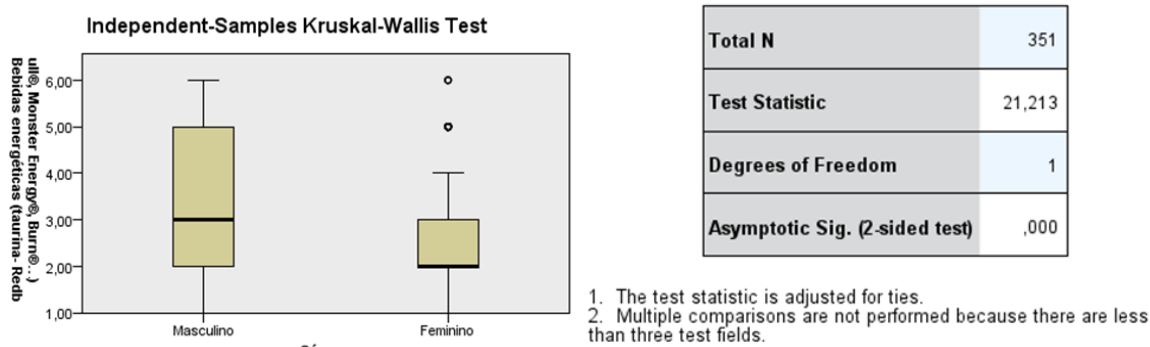 Independent-Samples Kruskal-Wallis Test
ull®, Monster Energy®, Burn®...)
Bebidas energéticas (taurina- Redb
6,00
5,00
4,00
3,00
2,00
1,00
Masculino
Feminino
Total N 351
Test Statistic 21,213
Degrees of Freedom 1
Asymptotic Sig. (2-sided test) ,000
1. The test statistic is adjusted for ties.
2. Multiple comparisons are not performed because there are less
than three test fields.